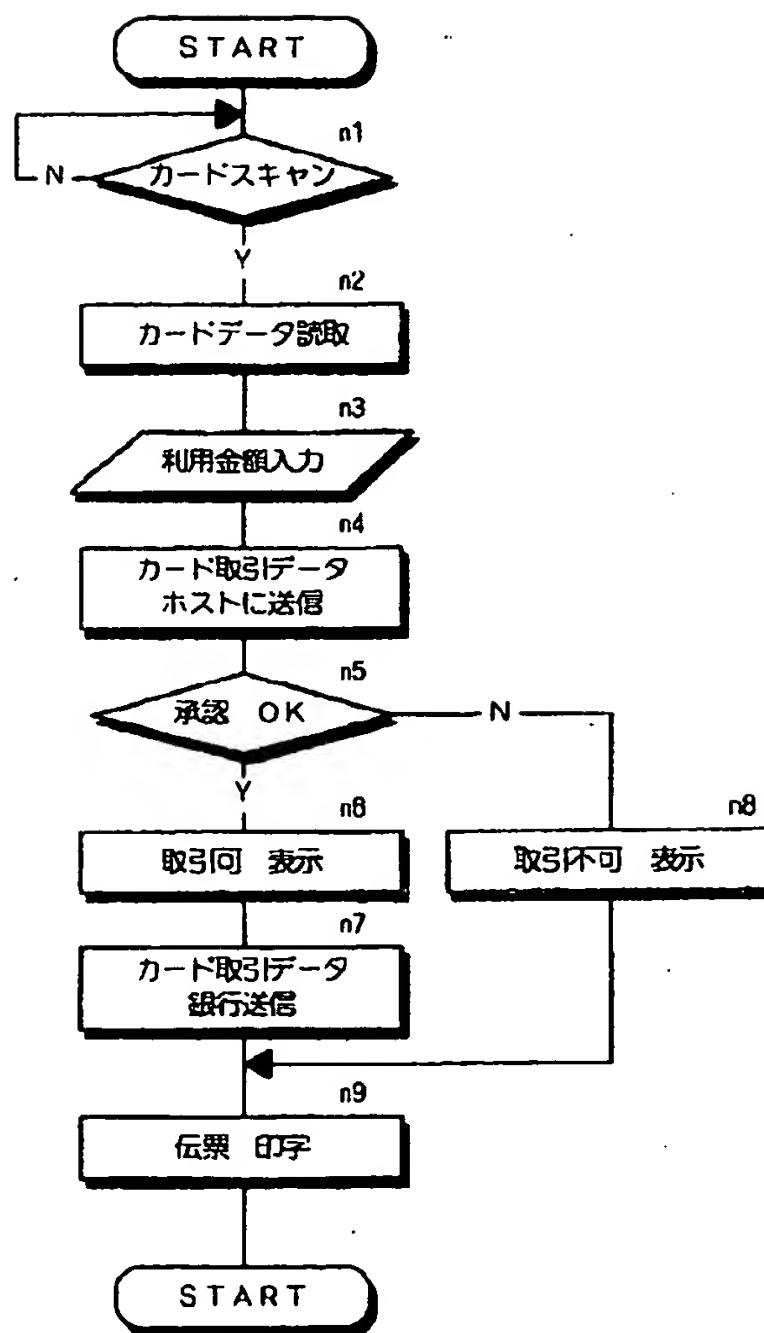 START
n1
カードスキャン
N
Y
n2
カードデータ読取
n3
利用金額入力
n4
カード取引データ
ホストに送信
n5
承認 OK
N
Y
n6
取引可 表示
n8
取引不可 表示
n7
カード取引データ
銀行送信
n9
伝票 印字
START